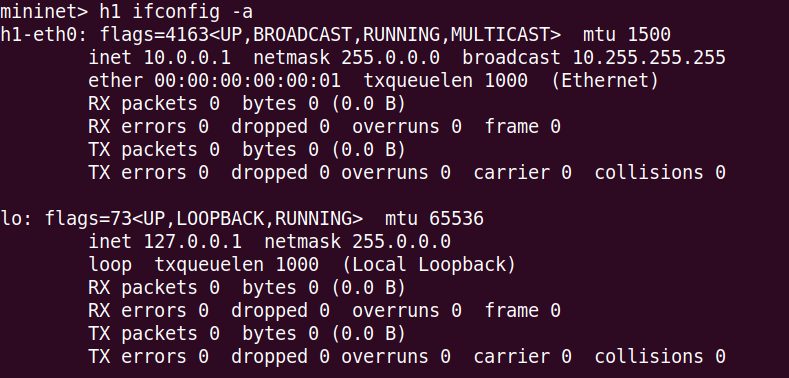 mininet> h1 ifconfig -a
h1-eth0: flags=4163<UP,BROADCAST,RUNNING,MULTICAST>  mtu 1500
        inet 10.0.0.1  netmask 255.0.0.0  broadcast 10.255.255.255
        ether 00:00:00:00:00:01  txqueuelen 1000  (Ethernet)
        RX packets 0  bytes 0 (0.0 B)
        RX errors 0  dropped 0  overruns 0  frame 0
        TX packets 0  bytes 0 (0.0 B)
        TX errors 0  dropped 0 overruns 0  carrier 0  collisions 0

lo: flags=73<UP,LOOPBACK,RUNNING>  mtu 65536
        inet 127.0.0.1  netmask 255.0.0.0
        loop  txqueuelen 1000  (Local Loopback)
        RX packets 0  bytes 0 (0.0 B)
        RX errors 0  dropped 0  overruns 0  frame 0
        TX packets 0  bytes 0 (0.0 B)
        TX errors 0  dropped 0 overruns 0  carrier 0  collisions 0